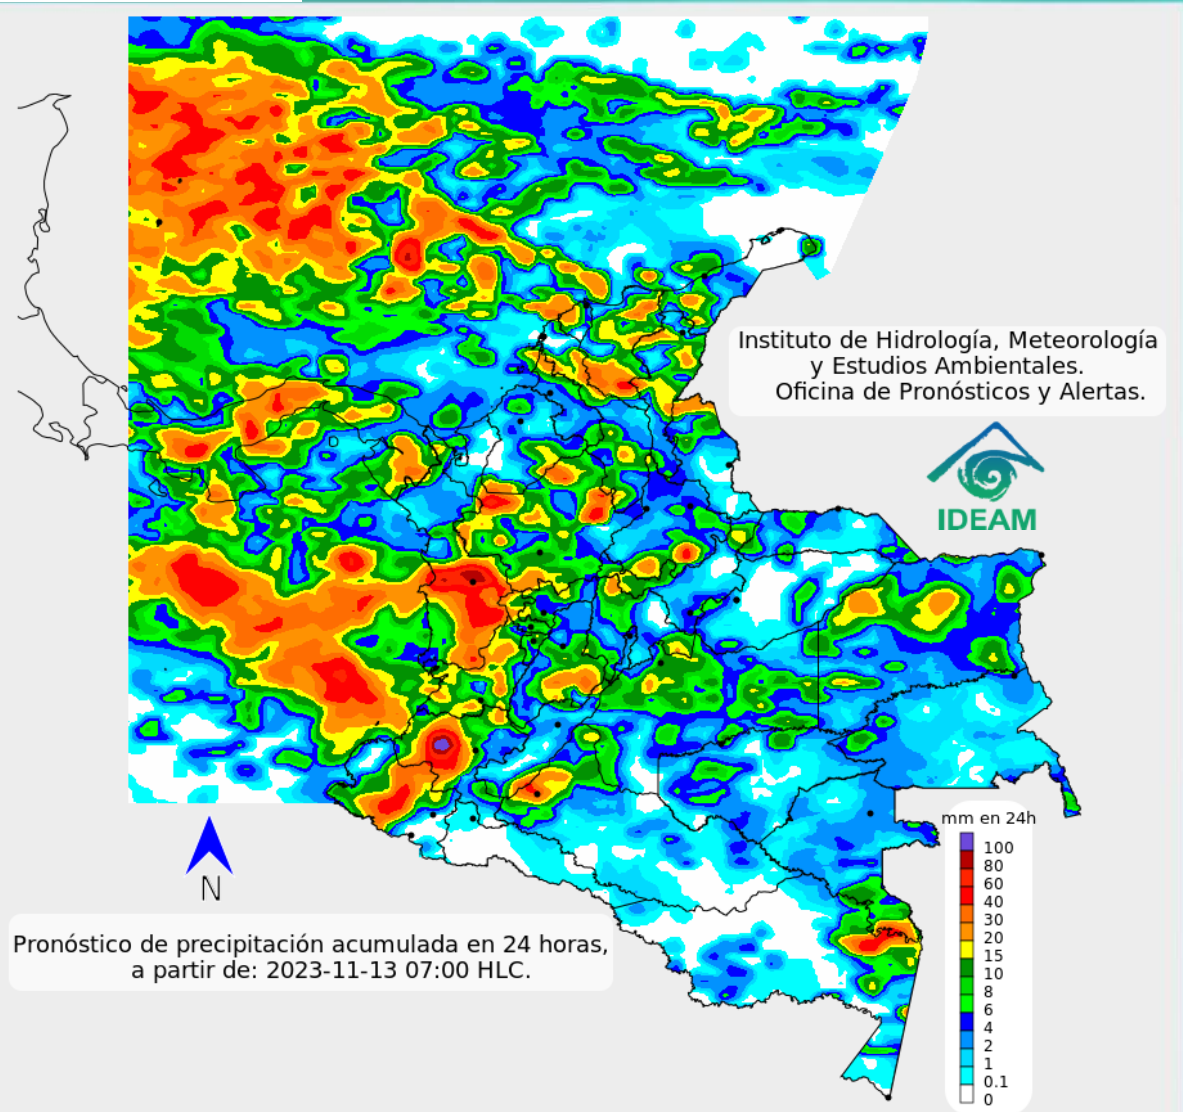 Instituto de Hidrología, Meteorología
y Estudios Ambientales.
Oficina de Pronósticos y Alertas.
IDEAM
N
Pronóstico de precipitación acumulada en 24 horas,
a partir de: 2023-11-13 07:00 HLC.
mm en 24h
100
80
60
40
30
20
15
10
8
6
4
2
1
0.1
0